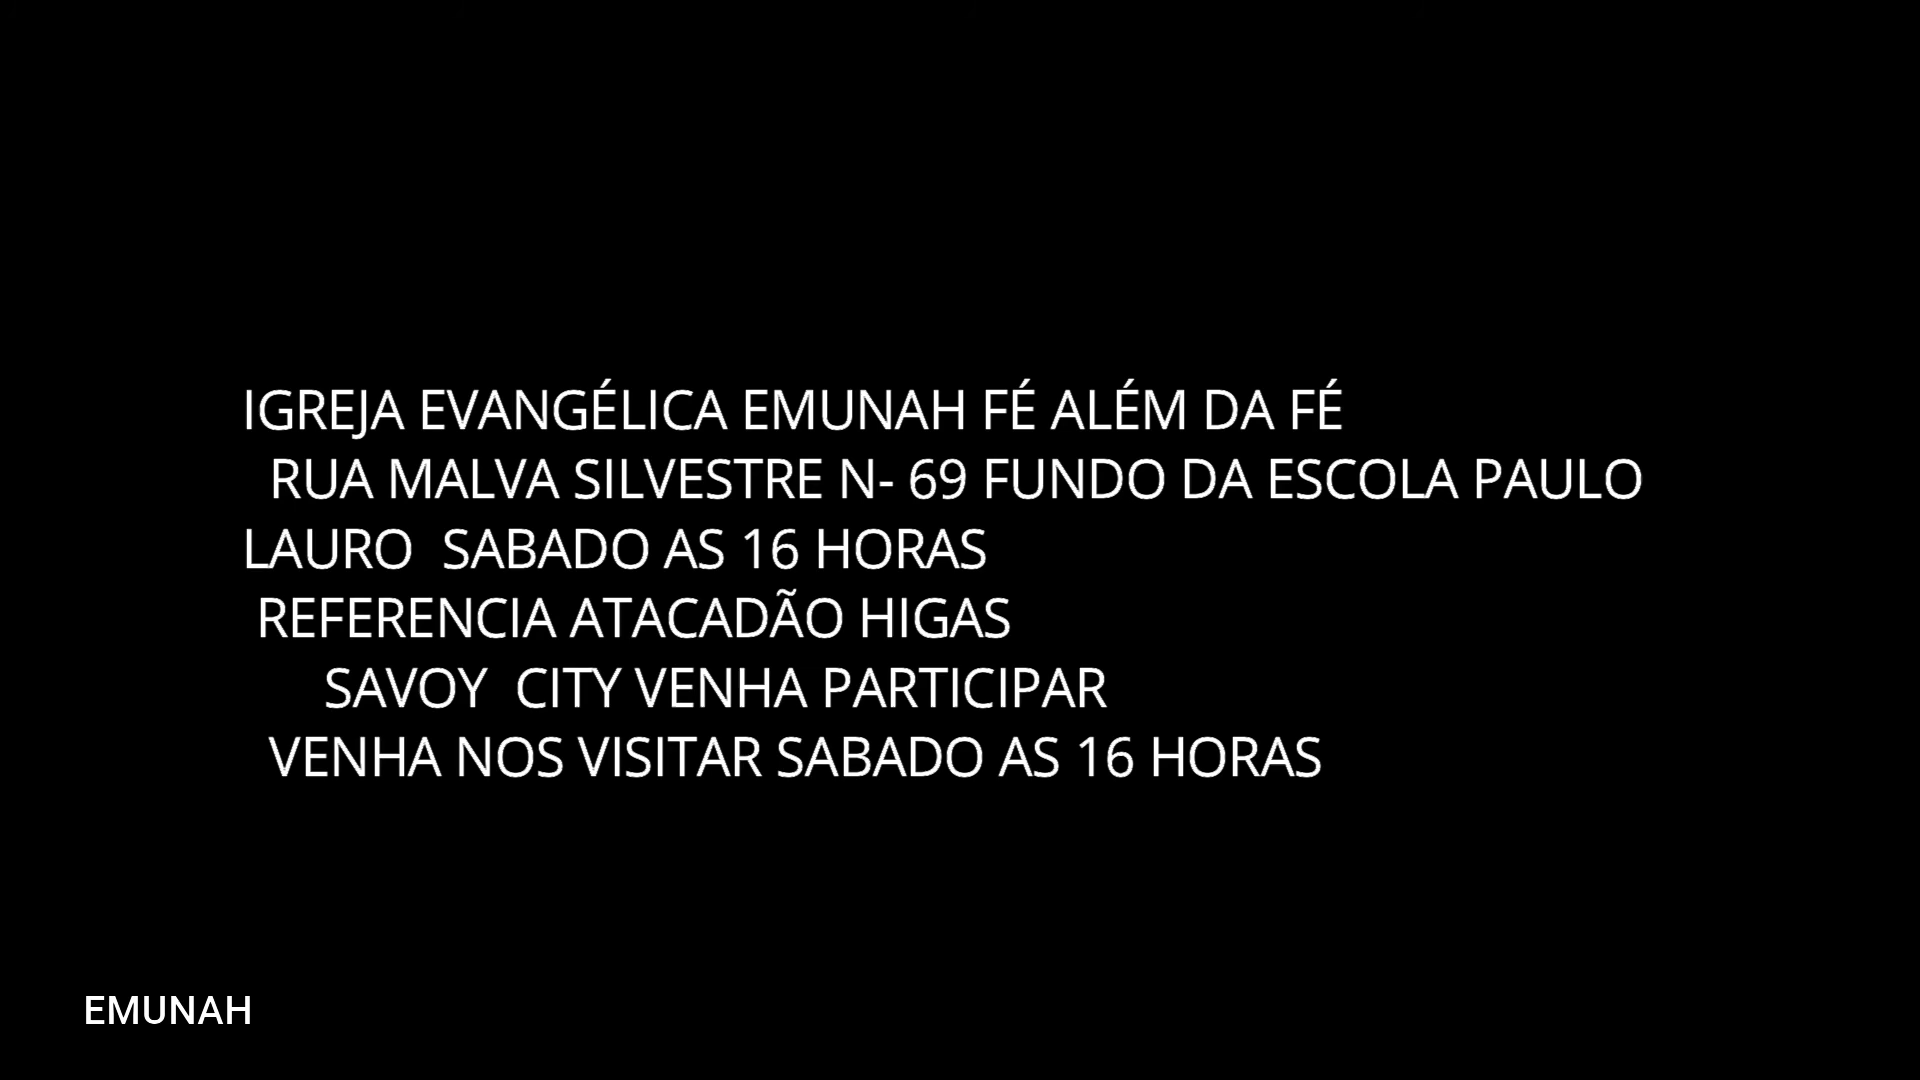 IGREJA EVANGÉLICA EMUNAH FÉ ALÉM DA FÉ
RUA MALVA SILVESTRE N- 69 FUNDO DA ESCOLA PAULO
LAURO  SABADO AS 16 HORAS
REFERENCIA ATACADÃO HIGAS
SAVOY  CITY VENHA PARTICIPAR
VENHA NOS VISITAR SABADO AS 16 HORAS
EMUNAH